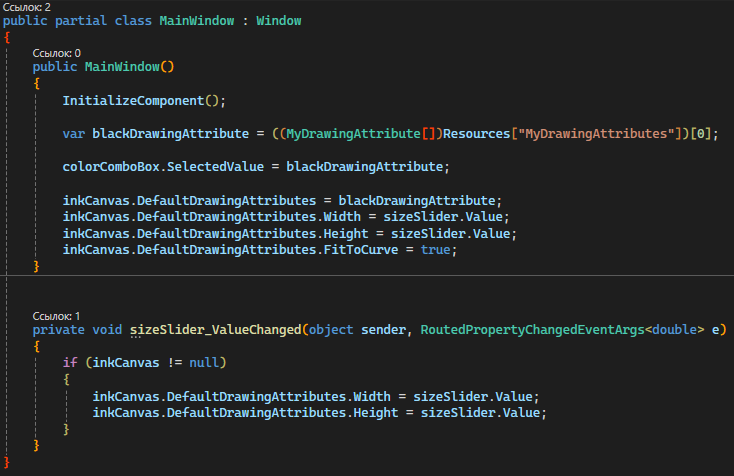 Ссылок: 2
public partial class MainWindow : Window
{
Ссылок: 0
public MainWindow()
{
InitializeComponent();
var blackDrawingAttribute = ((MyDrawingAttribute[])Resources["MyDrawingAttributes"])[0];
colorComboBox.SelectedValue = blackDrawingAttribute;
inkCanvas.DefaultDrawingAttributes = blackDrawingAttribute;
inkCanvas.DefaultDrawingAttributes.Width = sizeSlider.Value;
inkCanvas.DefaultDrawingAttributes.Height = sizeSlider.Value;
inkCanvas.DefaultDrawingAttributes.FitToCurve = true;
}
Ссылок: 1
private void sizeSlider_ValueChanged(object sender, RoutedPropertyChangedEventArgs<double> e)
{
if (inkCanvas != null)
{
inkCanvas.DefaultDrawingAttributes.Width = sizeSlider.Value;
inkCanvas.DefaultDrawingAttributes.Height = sizeSlider.Value;
}
}
}